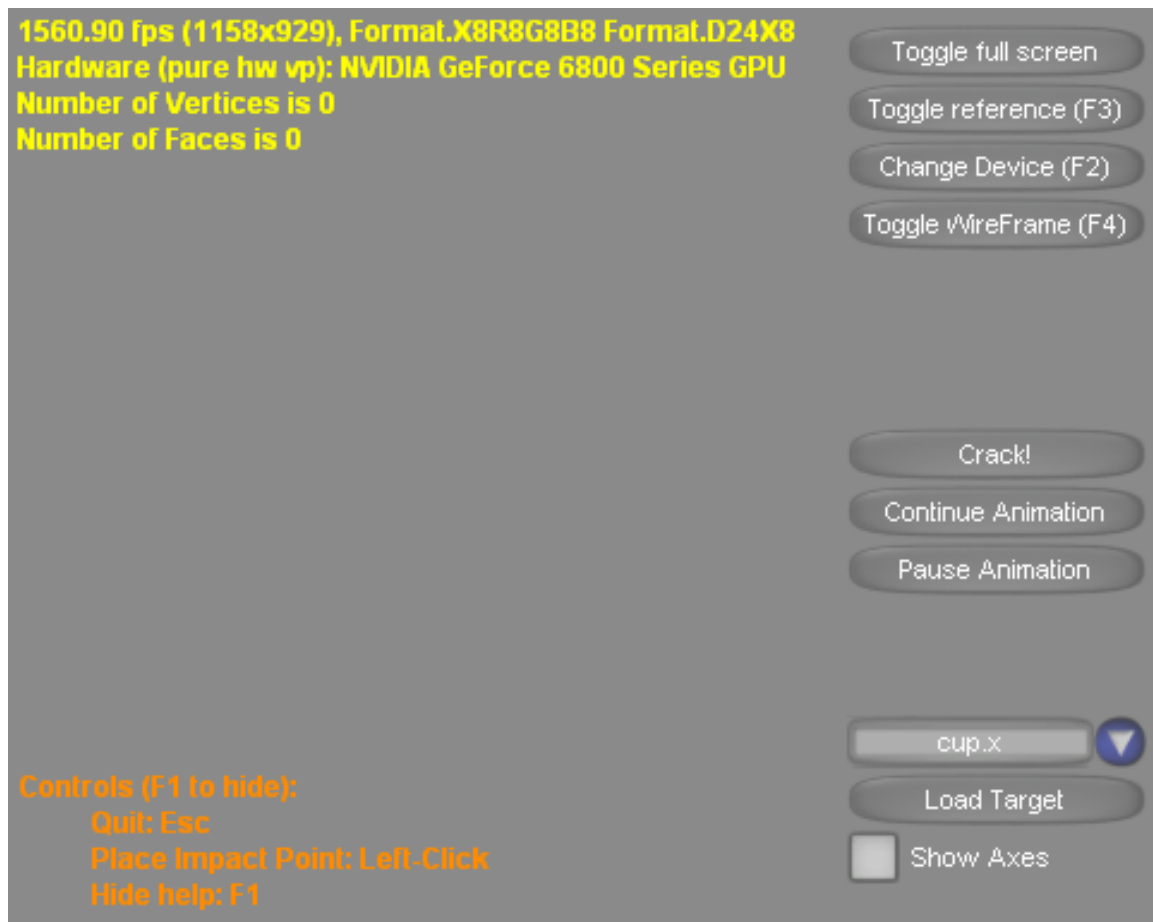 1560.90 fps (1158x929), Format.X8R8G8B8 Format.D24X8
Hardware (pure hw vp): NVIDIA GeForce 6800 Series GPU
Number of Vertices is 0
Number of Faces is 0
Toggle full screen
Toggle reference (F3)
Change Device (F2)
Toggle WireFrame (F4)
Crack!
Continue Animation
Pause Animation
cup.x
Load Target
Show Axes
Controls (F1 to hide):
Quit: Esc
Place Impact Point: Left-Click
Hide help: F1